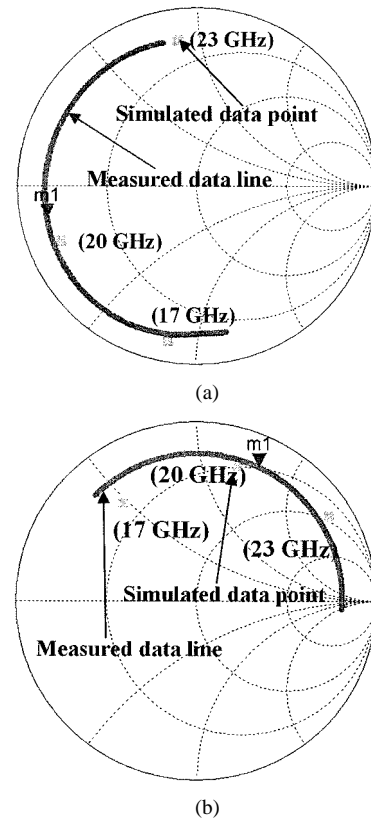 (23 GHz)
Simulated data point
Measured data line
m1
(20 GHz)
(17 GHz)
(a)
m1
(20 GHz)
(17 GHz)
(23 GHz)
Simulated data point
Measured data line
(b)